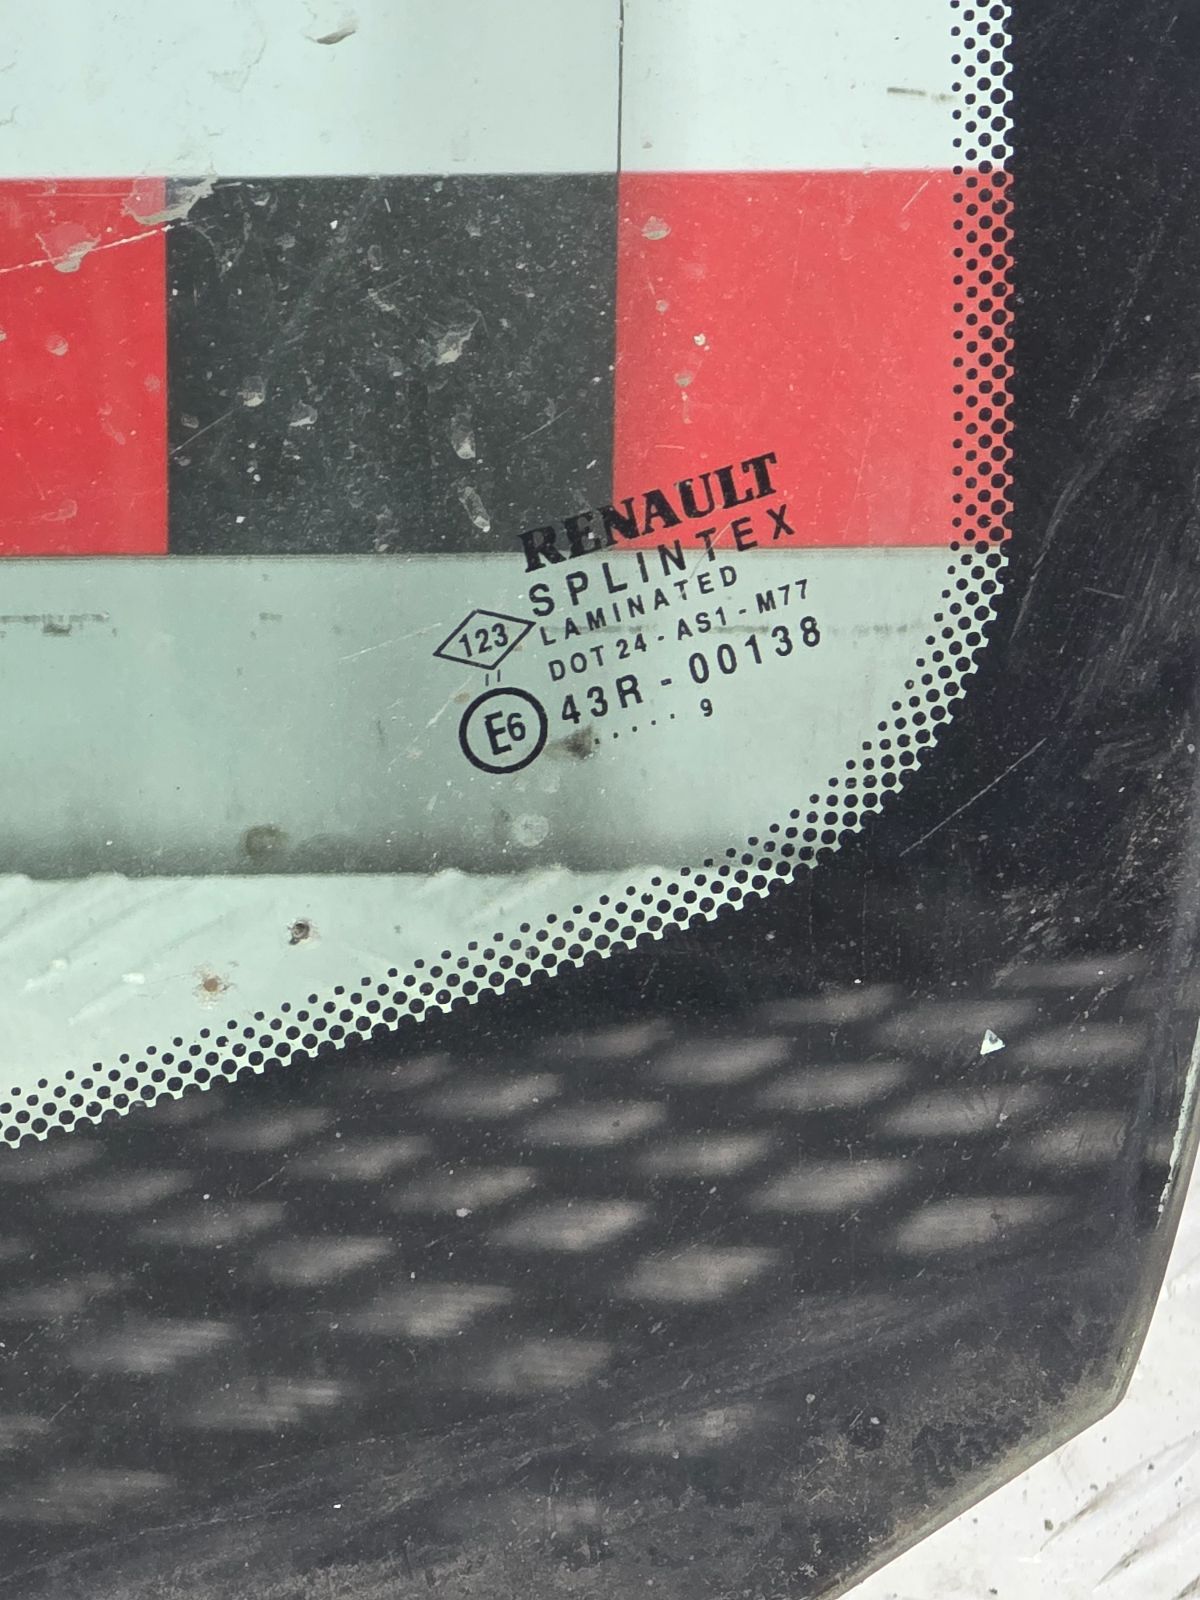 RENAULT
SPLINTEX
LAMINATED
123
DOT 24 - AS1 - M77
E6 43R - 00138
...... 9